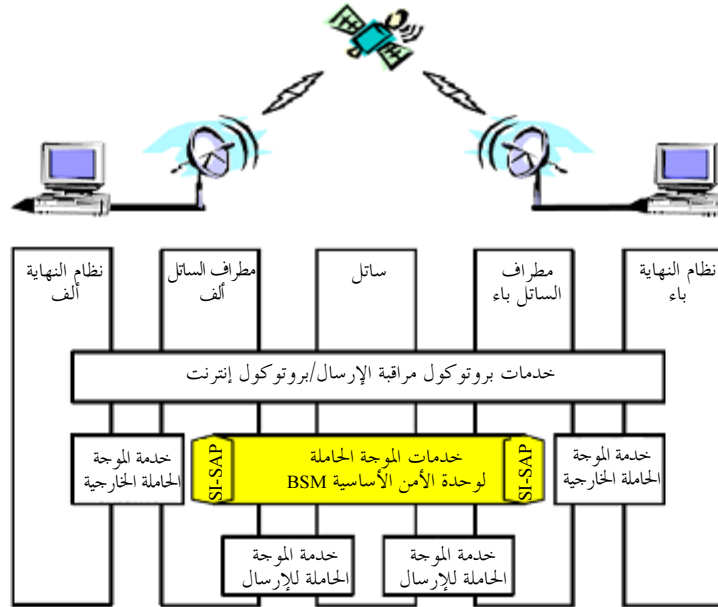 نظام النهاية
ألف
مطراف الساتل
ألف
ساتل
مطراف
الساتل باء
نظام النهاية
باء
خدمات بروتوكول مراقبة الإرسال/بروتوكول إنترنت
خدمة الموجة
الحاملة الخارجية
SI-SAP
خدمات الموجة الحاملة
لوحدة الأمن الأساسية BSM
SI-SAP
خدمة الموجة
الحاملة الخارجية
خدمة الموجة
الحاملة للإرسال
خدمة الموجة
الحاملة للإرسال